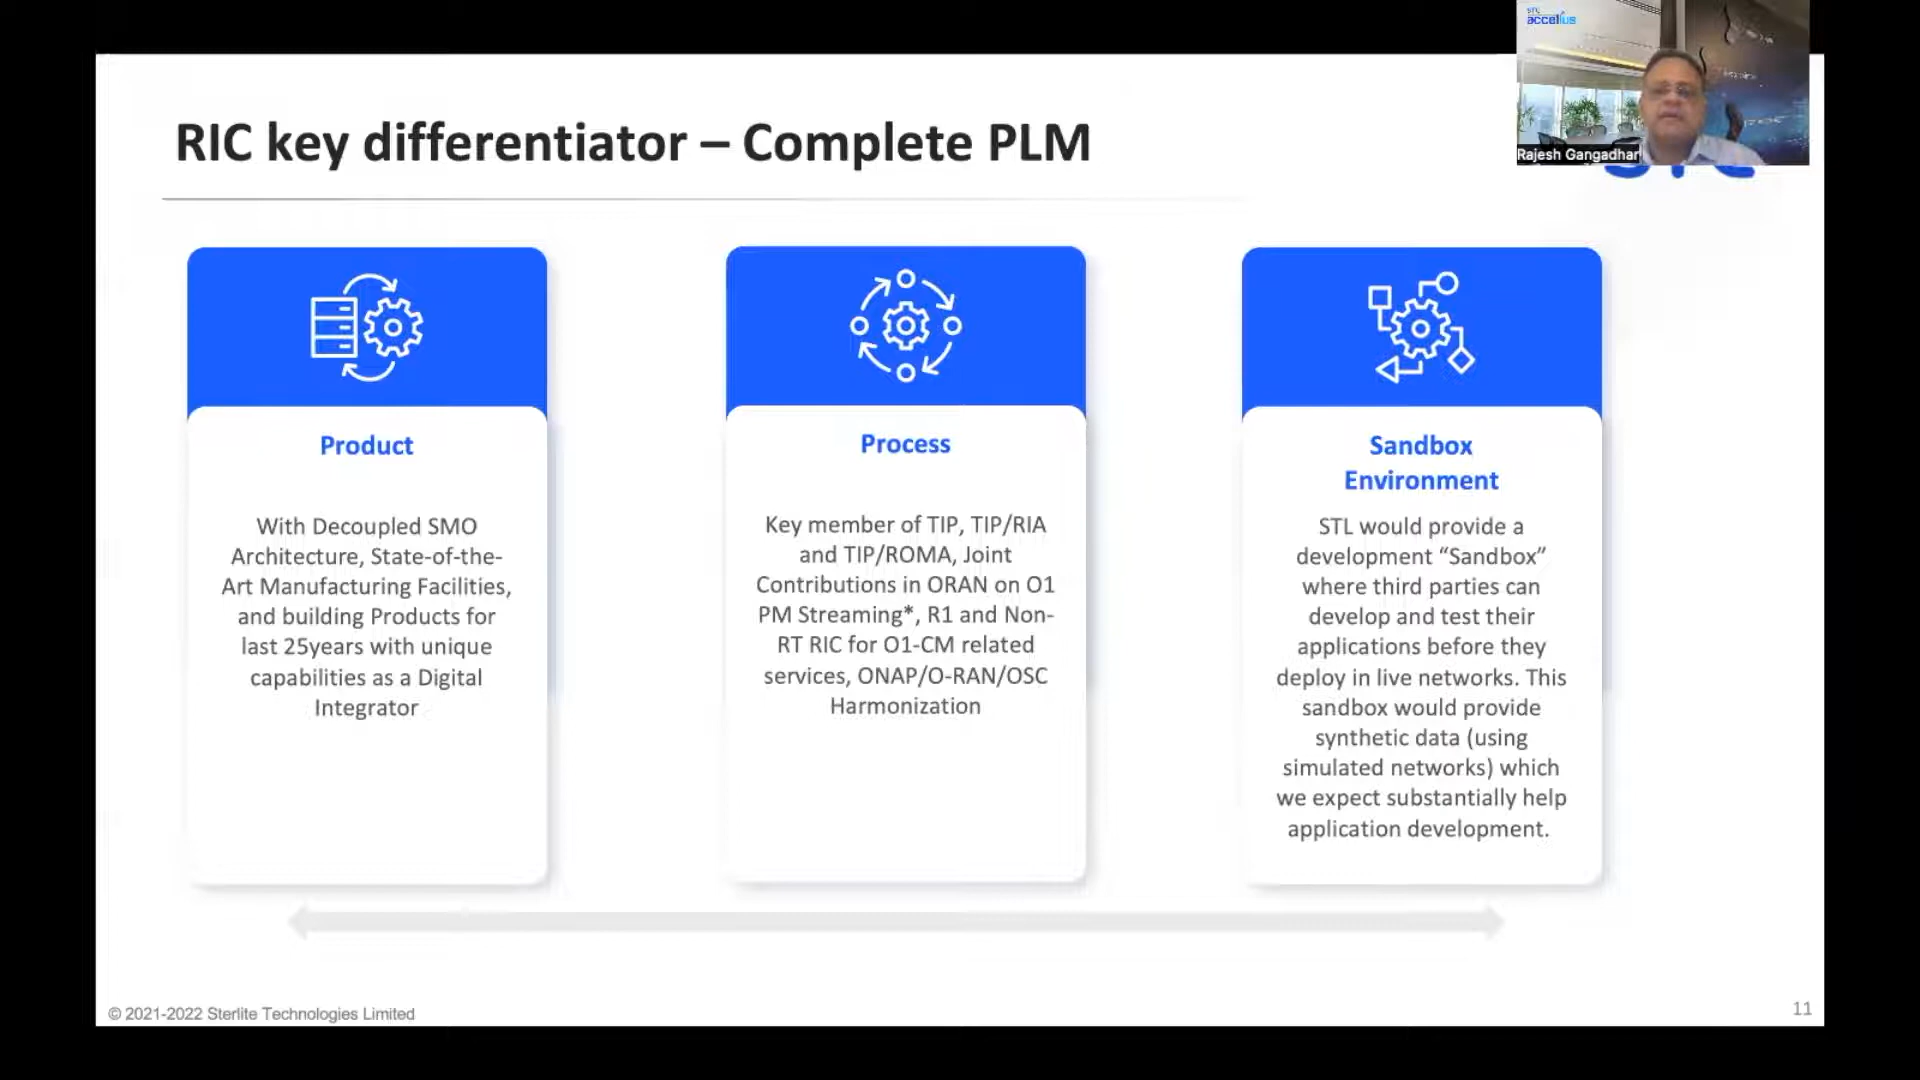 STL
accellus
Rajesh Gangadhar
RIC key differentiator – Complete PLM
Product
With Decoupled SMO
Architecture, State-of-the-
Art Manufacturing Facilities,
and building Products for
last 25years with unique
capabilities as a Digital
Integrator
Process
Key member of TIP, TIP/RIA
and TIP/ROMA, Joint
Contributions in ORAN on O1
PM Streaming*, R1 and Non-
RT RIC for O1-CM related
services, ONAP/O-RAN/OSC
Harmonization
Sandbox
Environment
STL would provide a
development “Sandbox”
where third parties can
develop and test their
applications before they
deploy in live networks. This
sandbox would provide
synthetic data (using
simulated networks) which
we expect substantially help
application development.
© 2021-2022 Sterlite Technologies Limited
11